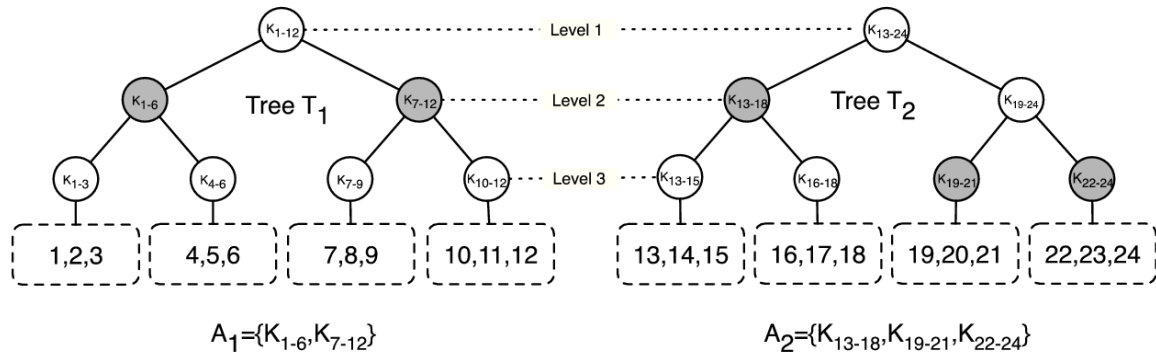 K1-12 Level 1 K13-24
K1-6 Tree T1 K7-12 Level 2 K13-18 Tree T2 K19-24
K1-3 K4-6 K7-9 K10-12 Level 3 K13-15 K16-18 K19-21 K22-24
1,2,3 4,5,6 7,8,9 10,11,12 13,14,15 16,17,18 19,20,21 22,23,24
A1={K1-6,K7-12} A2={K13-18,K19-21,K22-24}